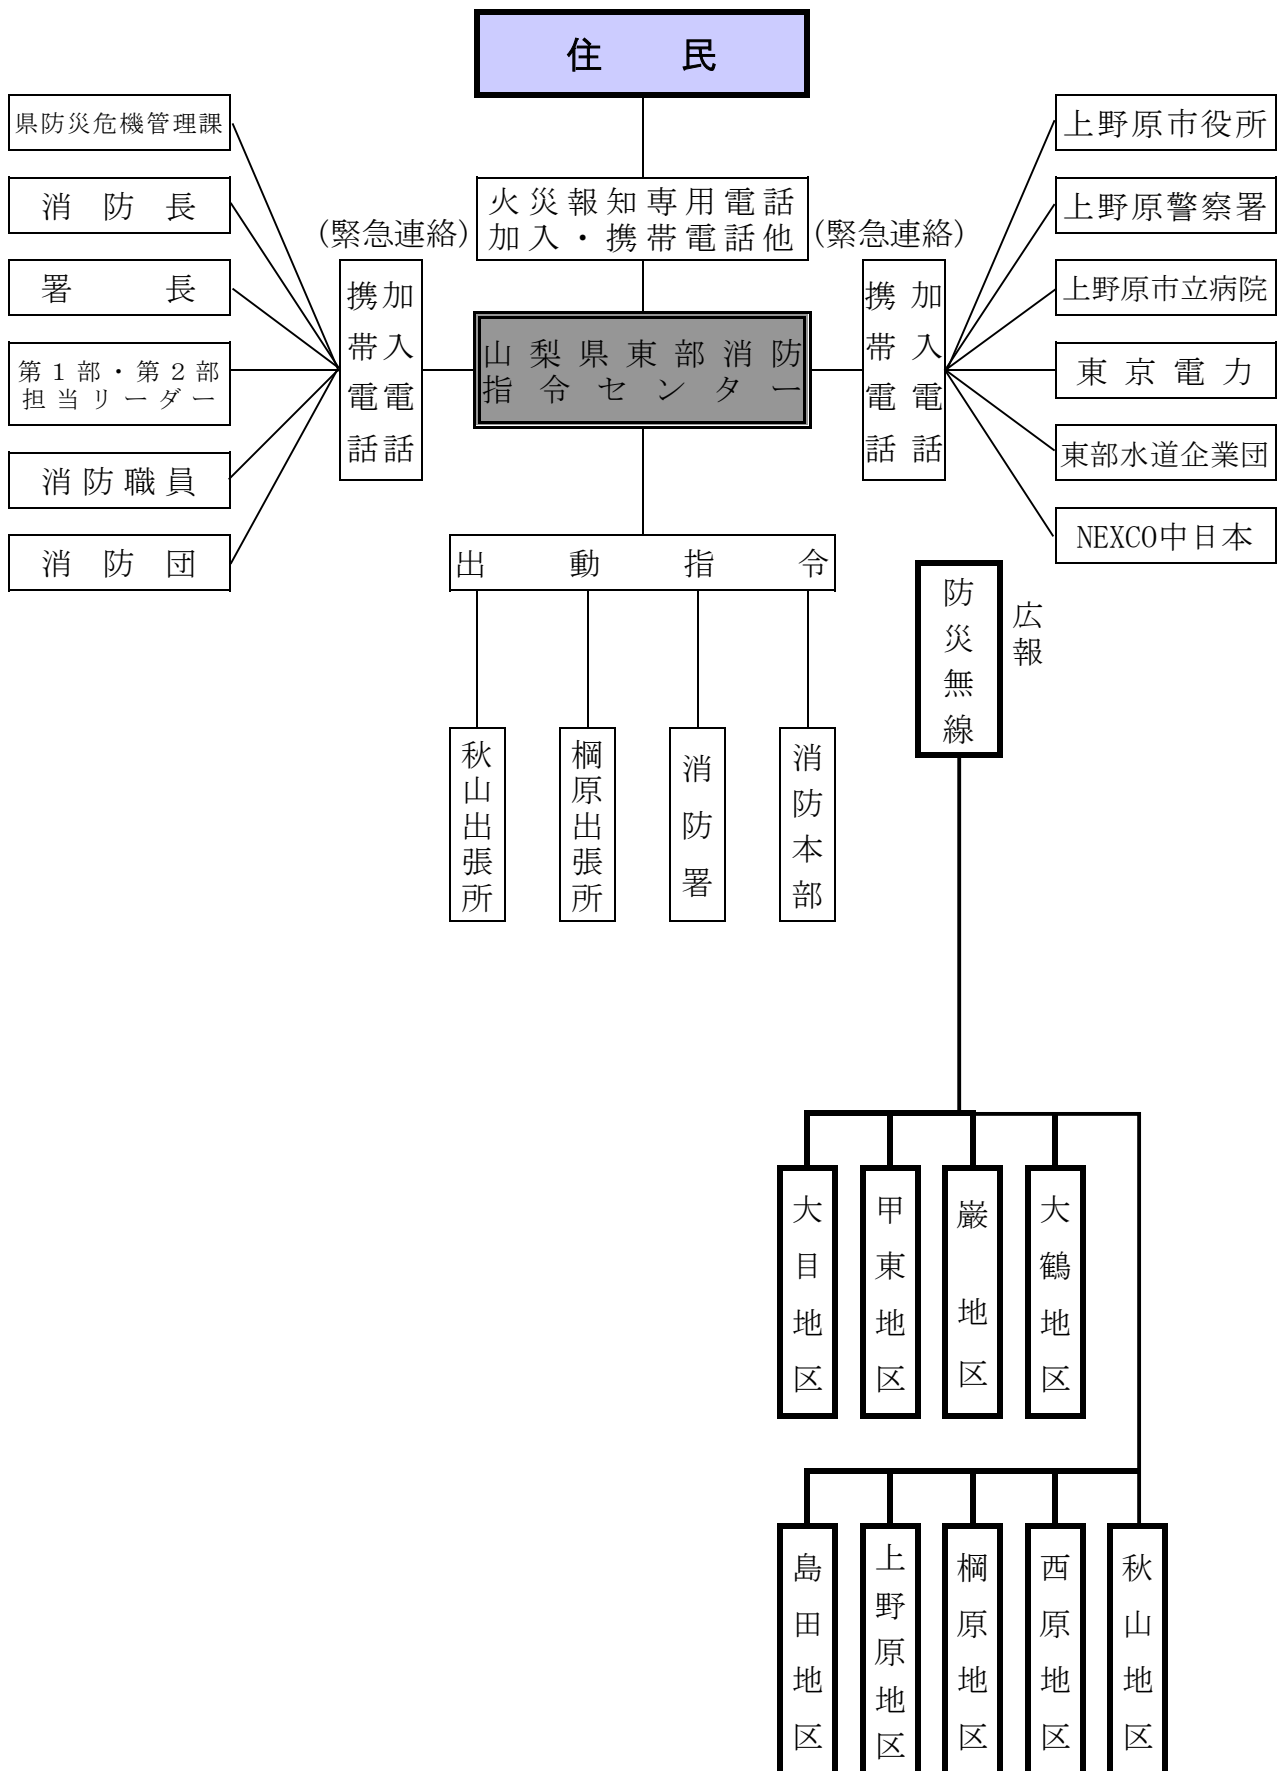 住 民
火災報知専用電話
加入・携帯電話他
(緊急連絡)
(緊急連絡)
県防災危機管理課
消防長
署長
第1部・第2部
担当リーダー
消防職員
消防団
加入電話
携帯電話
山梨県東部消防
指令センター
加入電話
携帯電話
上野原市役所
上野原警察署
上野原市立病院
東京電力
東部水道企業団
NEXCO中日本
出動指令
秋山出張所
棡原出張所
消防署
消防本部
防災無線
広報
大目地区
甲東地区
巌地区
大鶴地区
島田地区
上野原地区
棡原地区
西原地区
秋山地区